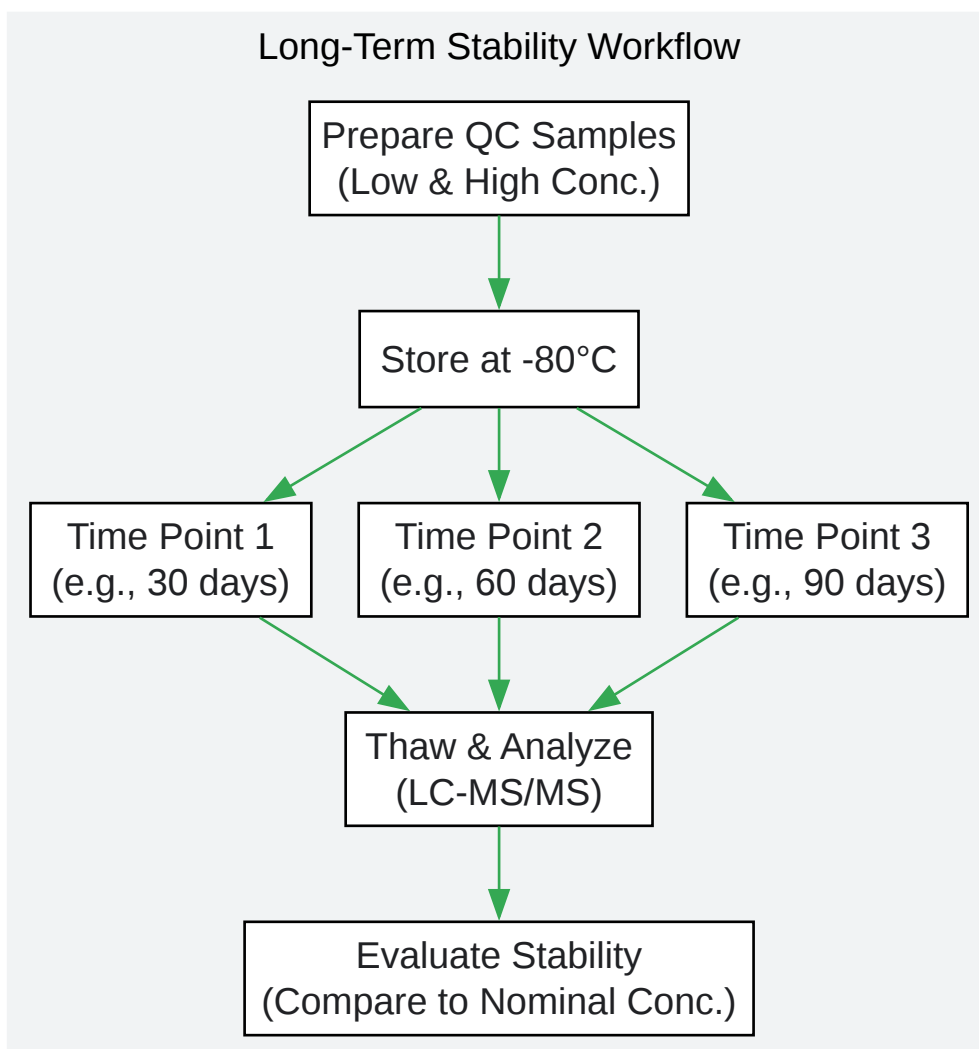 Long-Term Stability Workflow
Prepare QC Samples
(Low & High Conc.)
Store at -80°C
Time Point 1
(e.g., 30 days)
Time Point 2
(e.g., 60 days)
Time Point 3
(e.g., 90 days)
Thaw & Analyze
(LC-MS/MS)
Evaluate Stability
(Compare to Nominal Conc.)